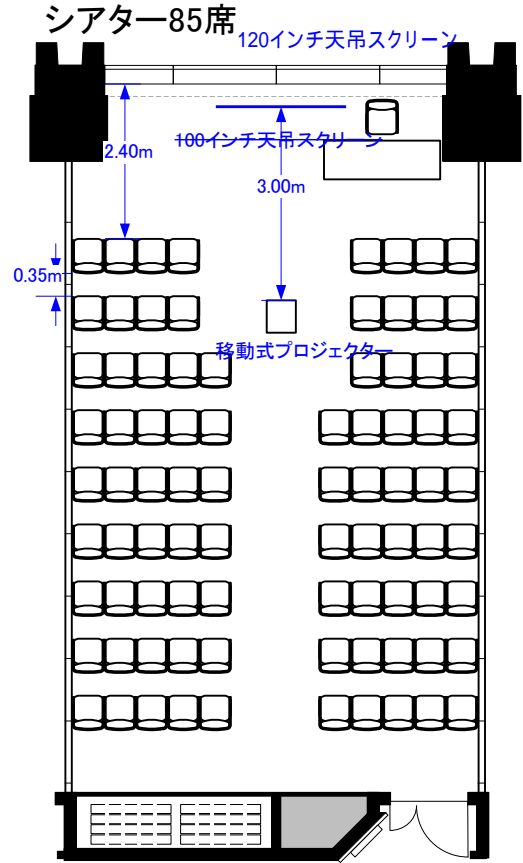 シアター85席
120インチ天吊スクリーン
100インチ天吊スクリーン
2.40m
3.00m
0.35m
移動式プロジェクター